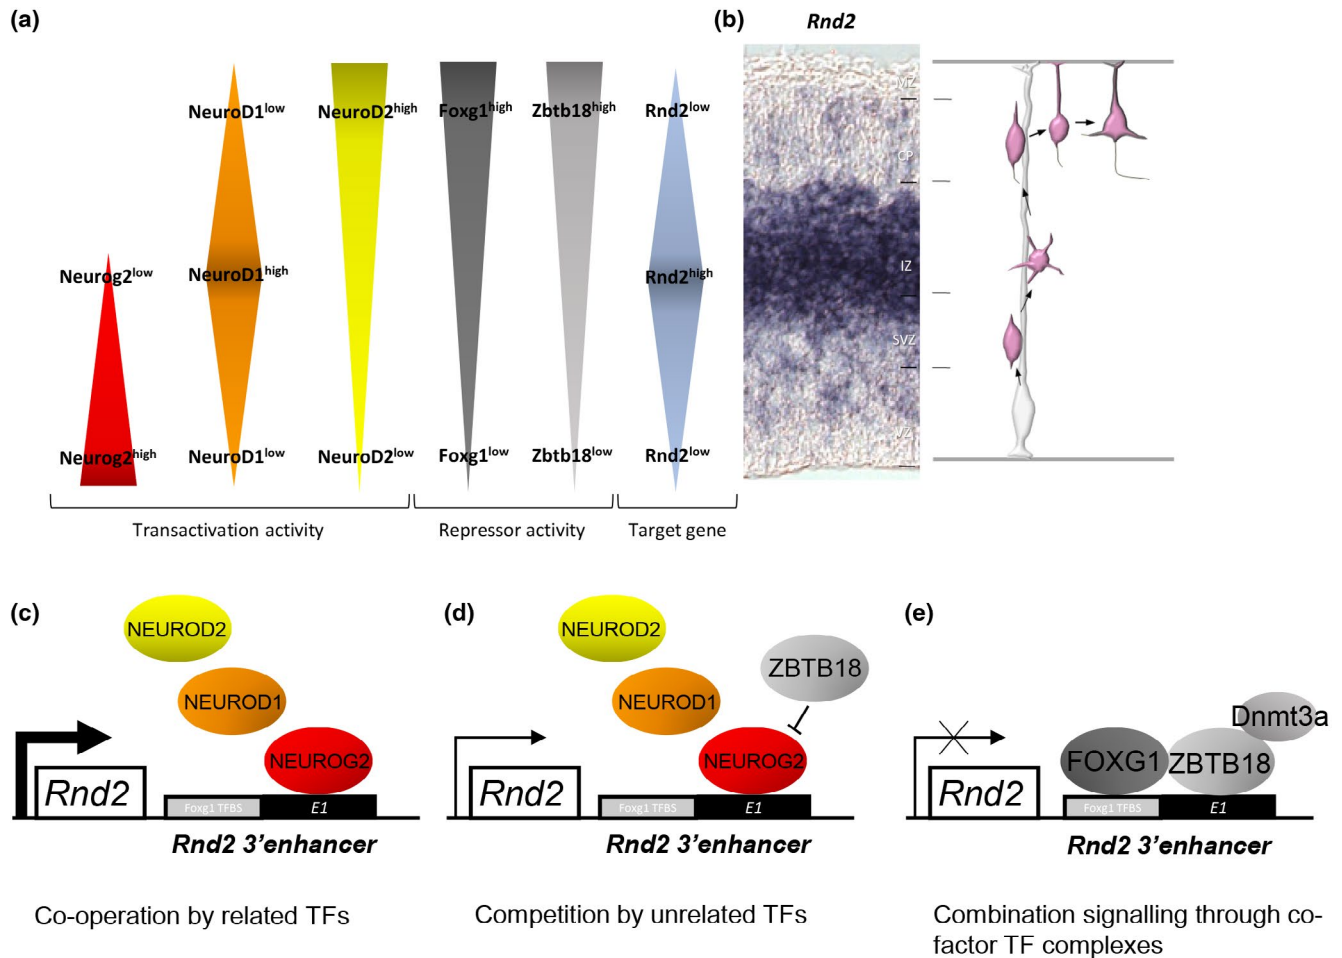 (a)
(b)
Rnd2
NeuroD1low
NeuroD2high
Foxg1high
Zbtb18high
Rnd2low
Neurog2low
NeuroD1high
Rnd2high
Neurog2high
NeuroD1low
NeuroD2low
Foxg1low
Zbtb18low
Rnd2low
Transactivation activity
Repressor activity
Target gene
MZ
CP
IZ
SVZ
VZ
(c)
NEUROD2
NEUROD1
NEUROG2
Rnd2
Foxg1 TFBS
E1
Rnd2 3’enhancer
Co-operation by related TFs
(d)
NEUROD2
ZBTB18
NEUROD1
NEUROG2
Rnd2
Foxg1 TFBS
E1
Rnd2 3’enhancer
Competition by unrelated TFs
(e)
Dnmt3a
FOXG1
ZBTB18
Rnd2
Foxg1 TFBS
E1
Rnd2 3’enhancer
Combination signalling through co-
factor TF complexes